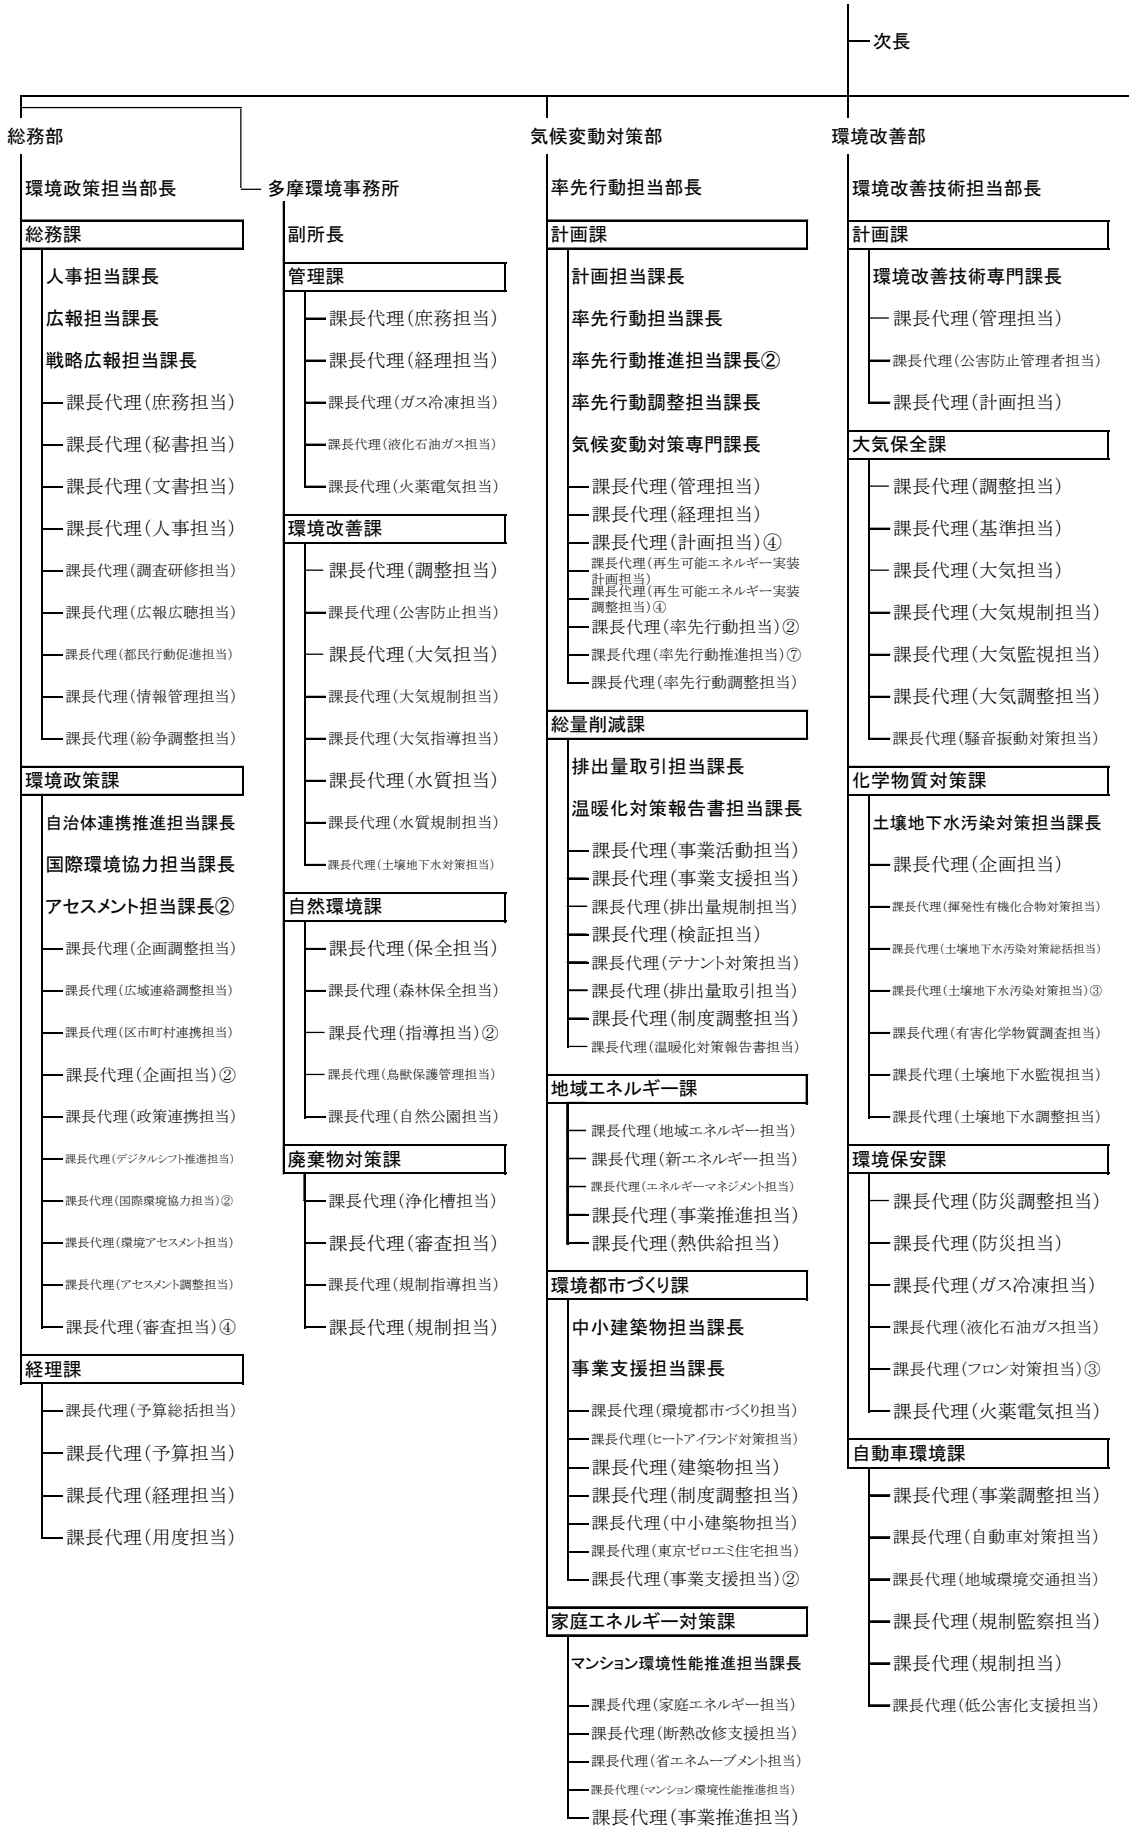 次長
総務部
環境政策担当部長
総務課
人事担当課長
広報担当課長
戦略広報担当課長
課長代理(庶務担当)
課長代理(秘書担当)
課長代理(文書担当)
課長代理(人事担当)
課長代理(調査研修担当)
課長代理(広報広聴担当)
課長代理(都民行動促進担当)
課長代理(情報管理担当)
課長代理(紛争調整担当)
環境政策課
自治体連携推進担当課長
国際環境協力担当課長
アセスメント担当課長②
課長代理(企画調整担当)
課長代理(広域連絡調整担当)
課長代理(区市町村連携担当)
課長代理(企画担当)②
課長代理(政策連携担当)
課長代理(デジタルシフト推進担当)
課長代理(国際環境協力担当)②
課長代理(環境アセスメント担当)
課長代理(アセスメント調整担当)
課長代理(審査担当)④
経理課
課長代理(予算総括担当)
課長代理(予算担当)
課長代理(経理担当)
課長代理(用度担当)
多摩環境事務所
副所長
管理課
課長代理(庶務担当)
課長代理(経理担当)
課長代理(ガス冷凍担当)
課長代理(液化石油ガス担当)
課長代理(火薬電気担当)
環境改善課
課長代理(調整担当)
課長代理(公害防止担当)
課長代理(大気担当)
課長代理(大気規制担当)
課長代理(大気指導担当)
課長代理(水質担当)
課長代理(水質規制担当)
課長代理(土壌地下水対策担当)
自然環境課
課長代理(保全担当)
課長代理(森林保全担当)
課長代理(指導担当)②
課長代理(鳥獣保護管理担当)
課長代理(自然公園担当)
廃棄物対策課
課長代理(浄化槽担当)
課長代理(審査担当)
課長代理(規制指導担当)
課長代理(規制担当)
気候変動対策部
率先行動担当部長
計画課
計画担当課長
率先行動担当課長
率先行動推進担当課長②
率先行動調整担当課長
気候変動対策専門課長
課長代理(管理担当)
課長代理(経理担当)
課長代理(計画担当)④
課長代理(再生可能エネルギー実装
計画担当)
課長代理(再生可能エネルギー実装
調整担当)④
課長代理(率先行動担当)②
課長代理(率先行動推進担当)⑦
課長代理(率先行動調整担当)
総量削減課
排出量取引担当課長
温暖化対策報告書担当課長
課長代理(事業活動担当)
課長代理(事業支援担当)
課長代理(排出量規制担当)
課長代理(検証担当)
課長代理(テナント対策担当)
課長代理(排出量取引担当)
課長代理(制度調整担当)
課長代理(温暖化対策報告書担当)
地域エネルギー課
課長代理(地域エネルギー担当)
課長代理(新エネルギー担当)
課長代理(エネルギーマネジメント担当)
課長代理(事業推進担当)
課長代理(熱供給担当)
環境都市づくり課
中小建築物担当課長
事業支援担当課長
課長代理(環境都市づくり担当)
課長代理(ヒートアイランド対策担当)
課長代理(建築物担当)
課長代理(制度調整担当)
課長代理(中小建築物担当)
課長代理(東京ゼロエミ住宅担当)
課長代理(事業支援担当)②
家庭エネルギー対策課
マンション環境性能推進担当課長
課長代理(家庭エネルギー担当)
課長代理(断熱改修支援担当)
課長代理(省エネムーブメント担当)
課長代理(マンション環境性能推進担当)
課長代理(事業推進担当)
環境改善部
環境改善技術担当部長
計画課
環境改善技術専門課長
課長代理(管理担当)
課長代理(公害防止管理者担当)
課長代理(計画担当)
大気保全課
課長代理(調整担当)
課長代理(基準担当)
課長代理(大気担当)
課長代理(大気規制担当)
課長代理(大気監視担当)
課長代理(大気調整担当)
課長代理(騒音振動対策担当)
化学物質対策課
土壌地下水汚染対策担当課長
課長代理(企画担当)
課長代理(揮発性有機化合物対策担当)
課長代理(土壌地下水汚染対策総括担当)
課長代理(土壌地下水汚染対策担当)③
課長代理(有害化学物質調査担当)
課長代理(土壌地下水監視担当)
課長代理(土壌地下水調整担当)
環境保安課
課長代理(防災調整担当)
課長代理(防災担当)
課長代理(ガス冷凍担当)
課長代理(液化石油ガス担当)
課長代理(フロン対策担当)③
課長代理(火薬電気担当)
自動車環境課
課長代理(事業調整担当)
課長代理(自動車対策担当)
課長代理(地域環境交通担当)
課長代理(規制監察担当)
課長代理(規制担当)
課長代理(低公害化支援担当)